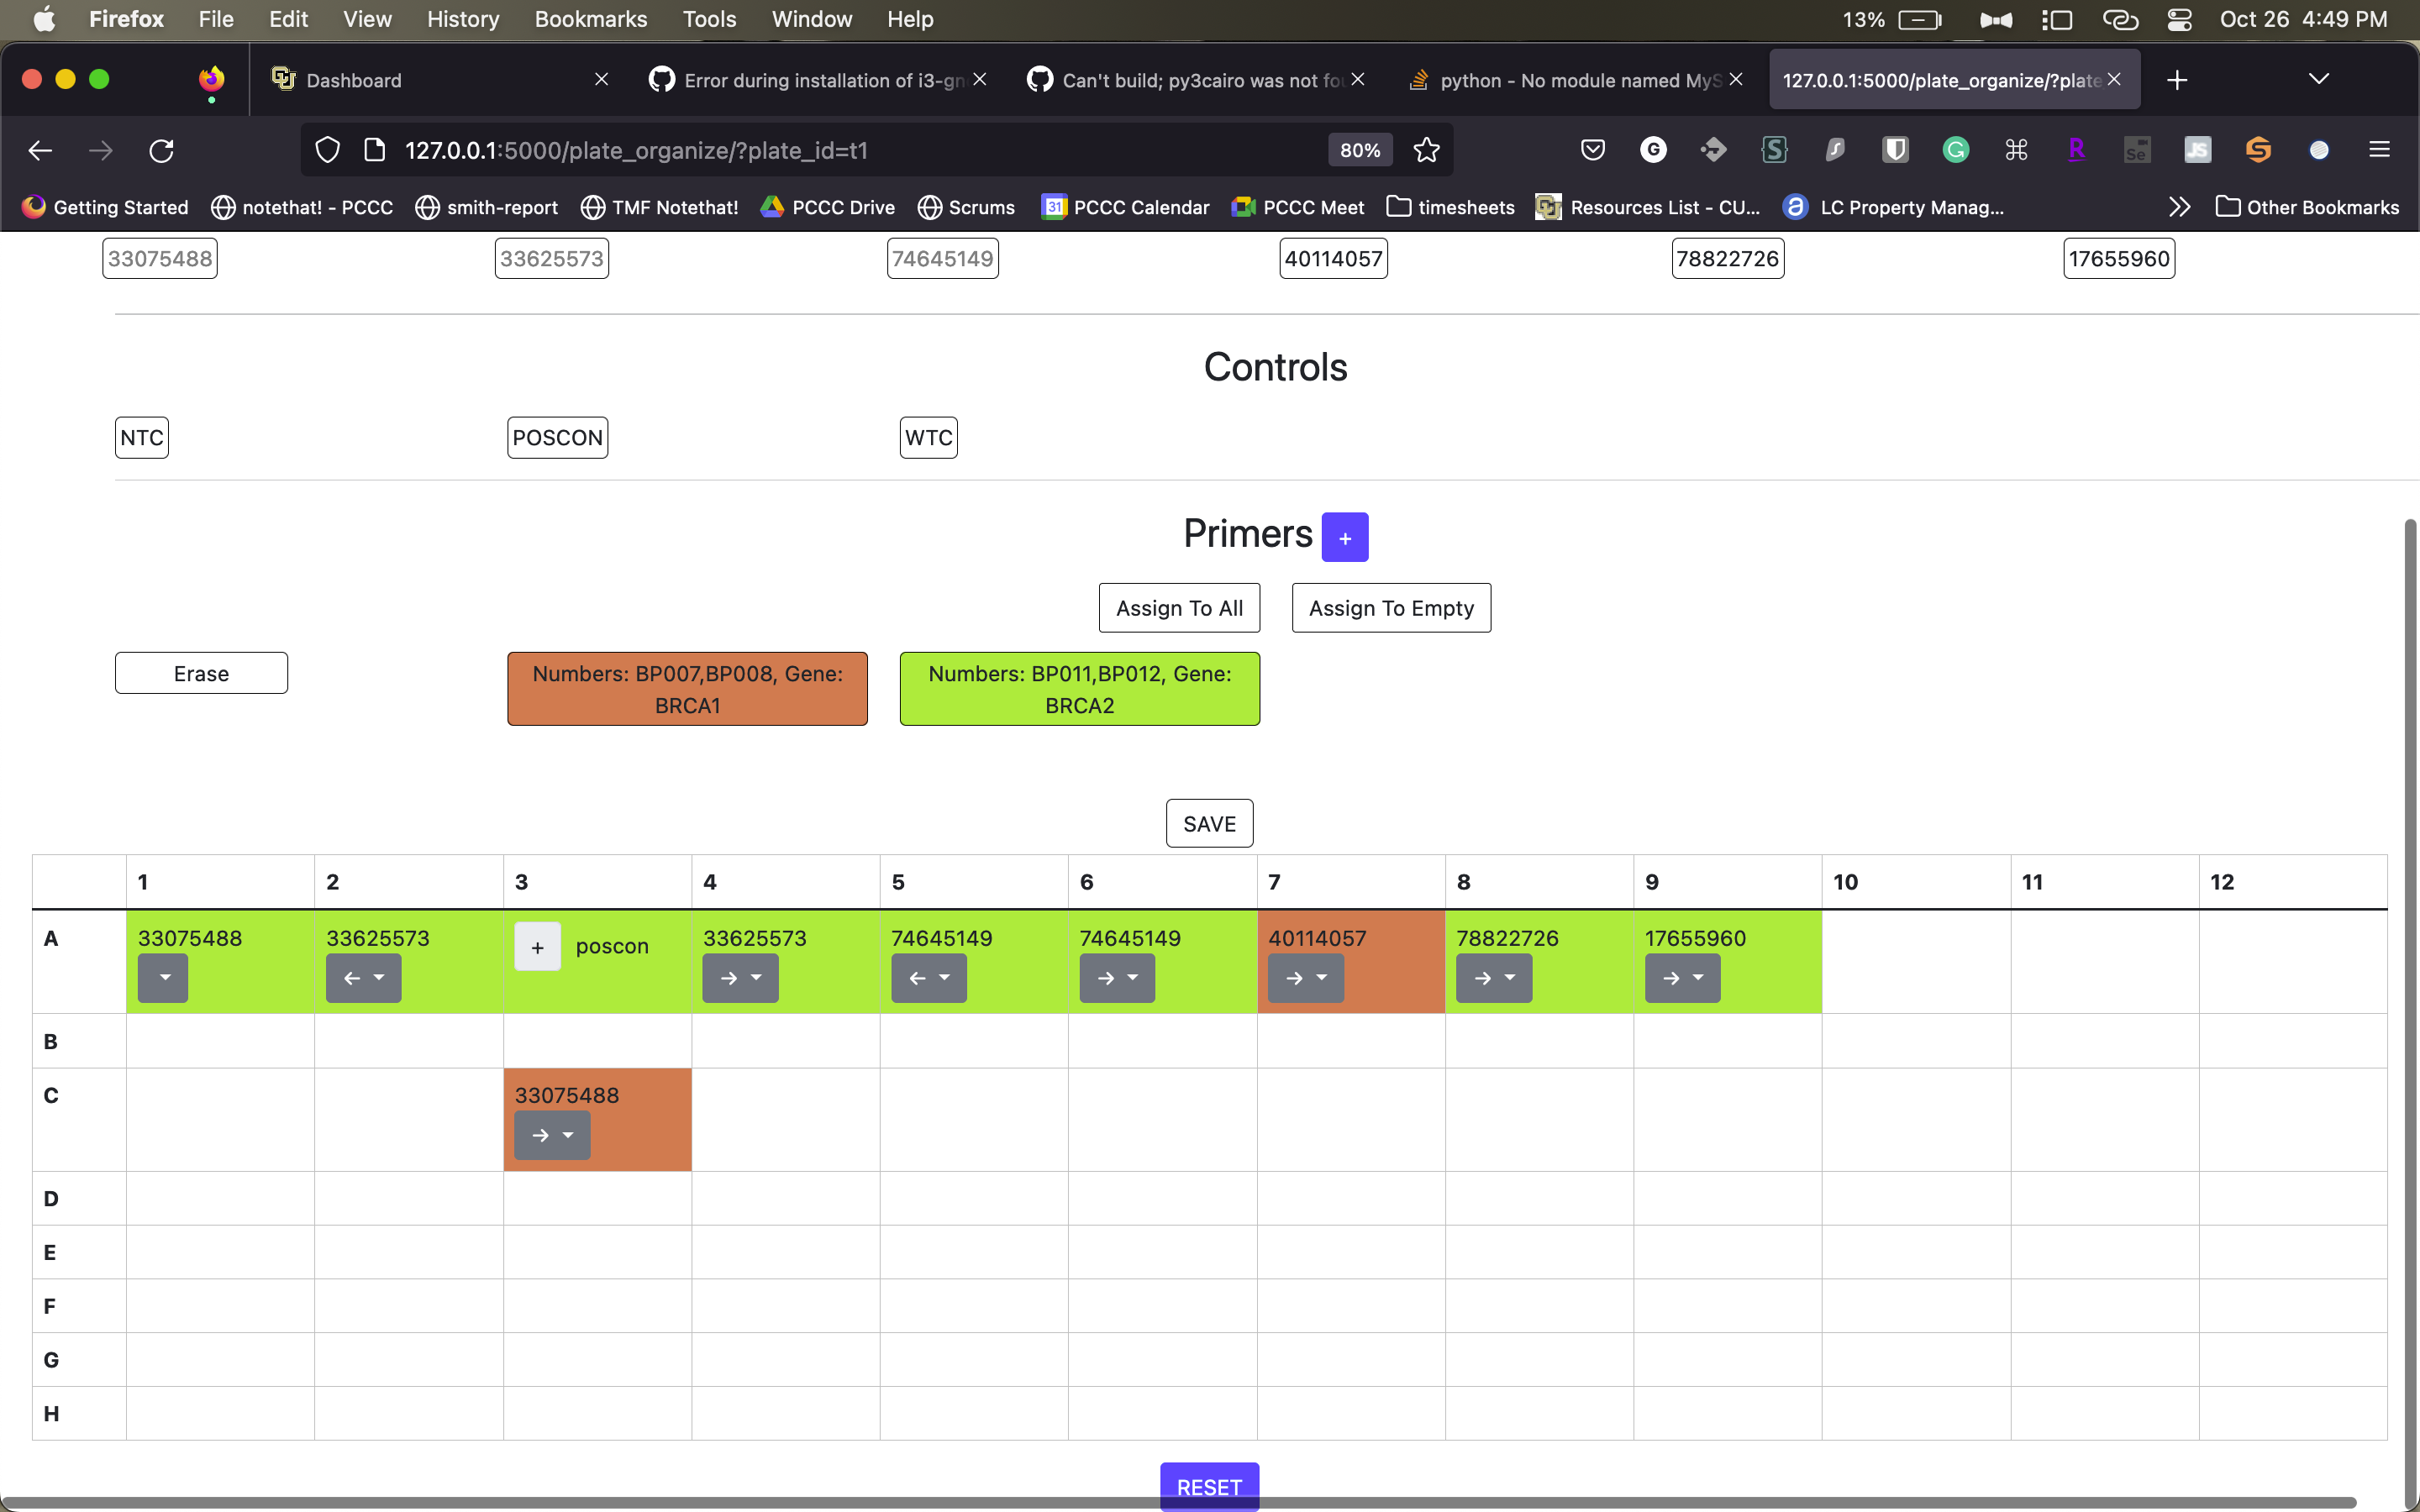 Firefox File Edit View History Bookmarks Tools Window Help 13% Oct 26 4:49 PM
Dashboard Error during installation of i3-gn Can't build; py3cairo was not fou python - No module named MyS 127.0.0.1:5000/plate_organize/?plate
127.0.0.1:5000/plate_organize/?plate_id=t1 80%
Getting Started notethat! - PCCC smith-report TMF Notethat! PCCC Drive Scrums 31 PCCC Calendar PCCC Meet timesheets Resources List - CU... LC Property Manag... Other Bookmarks
33075488 33625573 74645149 40114057 78822726 17655960
Controls
NTC POSCON WTC
Primers +
Assign To All Assign To Empty
Erase
Numbers: BP007,BP008, Gene:
BRCA1
Numbers: BP011,BP012, Gene:
BRCA2
SAVE
1 2 3 4 5 6 7 8 9 10 11 12
A 33075488 33625573 + poscon 33625573 74645149 74645149 40114057 78822726 17655960
B
C 33075488
D
E
F
G
H
RESET